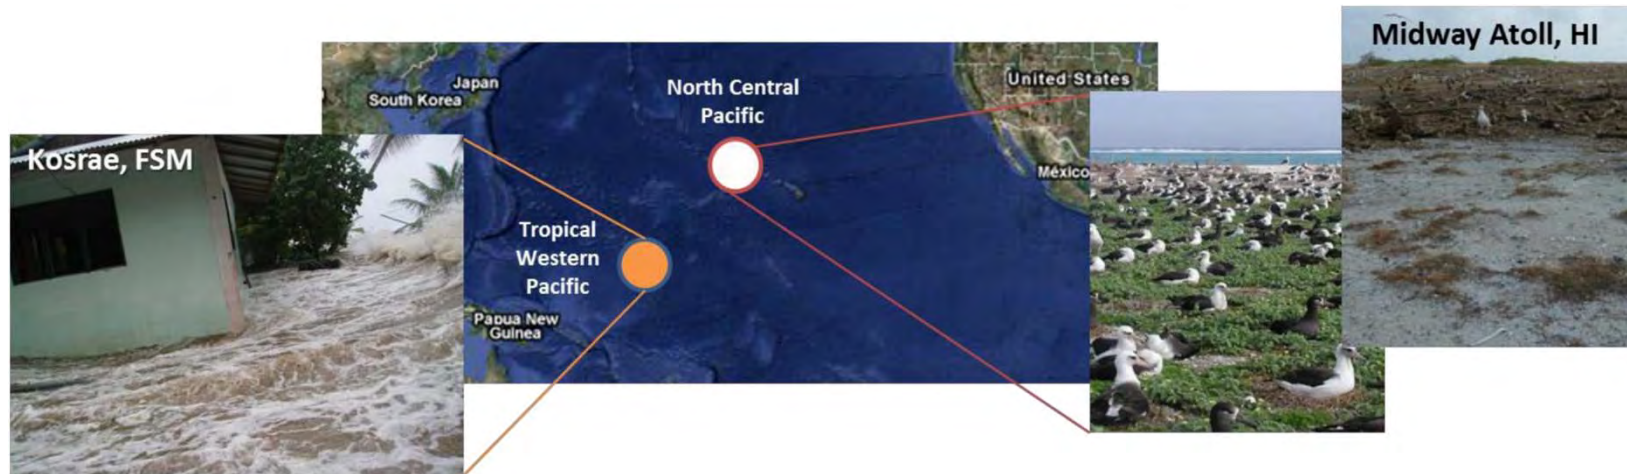 Kosrae, FSM
Japan
South Korea
North Central
Pacific
United States
México
Tropical
Western
Pacific
Papua New
Guinea
Midway Atoll, HI